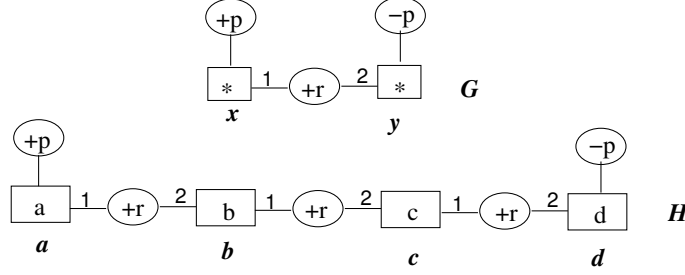 +p −p
* 1 +r 2 * G
x y
+p −p
a 1 +r 2 b 1 +r 2 c 1 +r 2 d H
a b c d